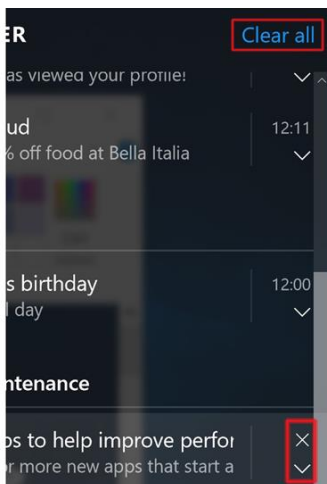 ER
Clear all
as viewed your profile!
ud
12:11
% off food at Bella Italia
s birthday
12:00
l day
ntenance
ps to help improve perfor
r more new apps that start a